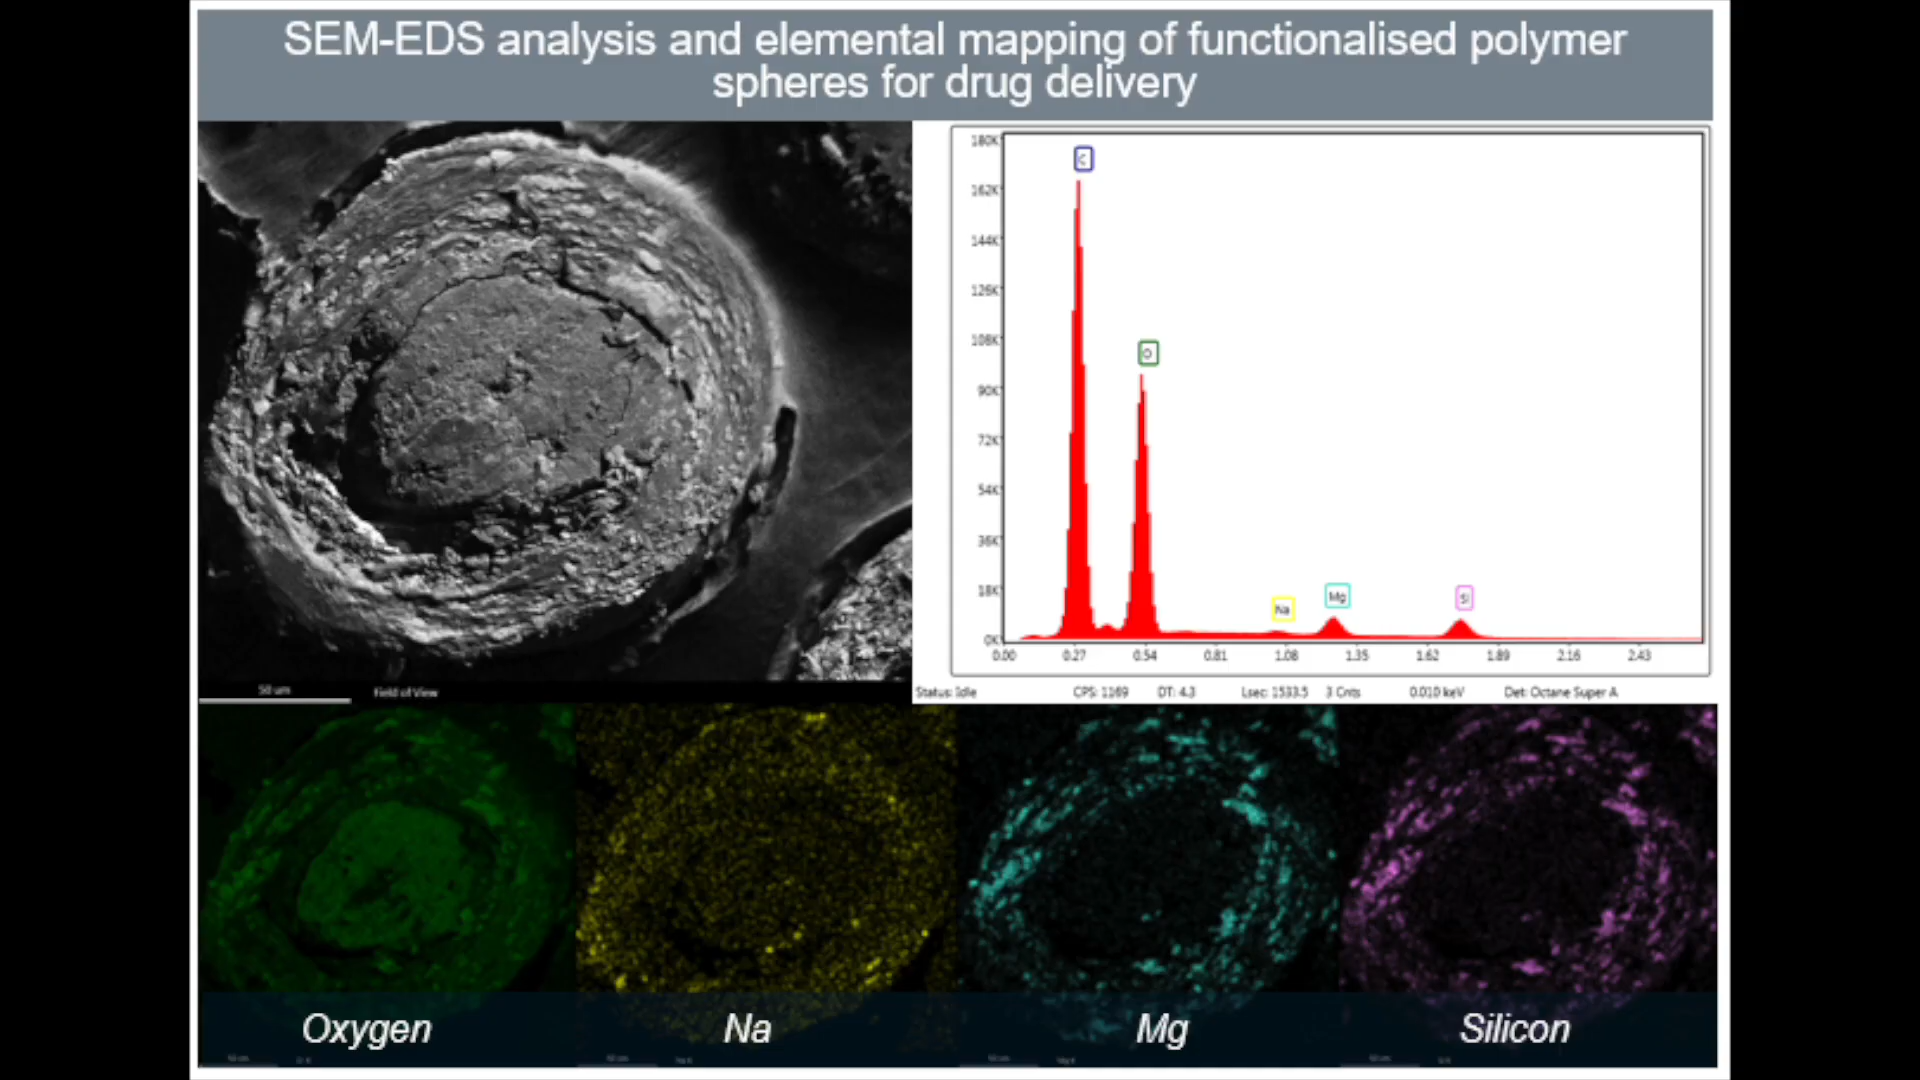 SEM-EDS analysis and elemental mapping of functionalised polymer
spheres for drug delivery
180K
162K
144K
126K
108K
90K
72K
54K
36K
18K
0K
C
O
Na
Mg
Si
0.00 0.27 0.54 0.81 1.08 1.35 1.62 1.89 2.16 2.43
50 um Field of View
Status: Idle CPS: 1169 DT: 4.3 Lsec: 1533.5 3 Cnts 0.010 keV Det: Octane Super A
Oxygen Na Mg Silicon